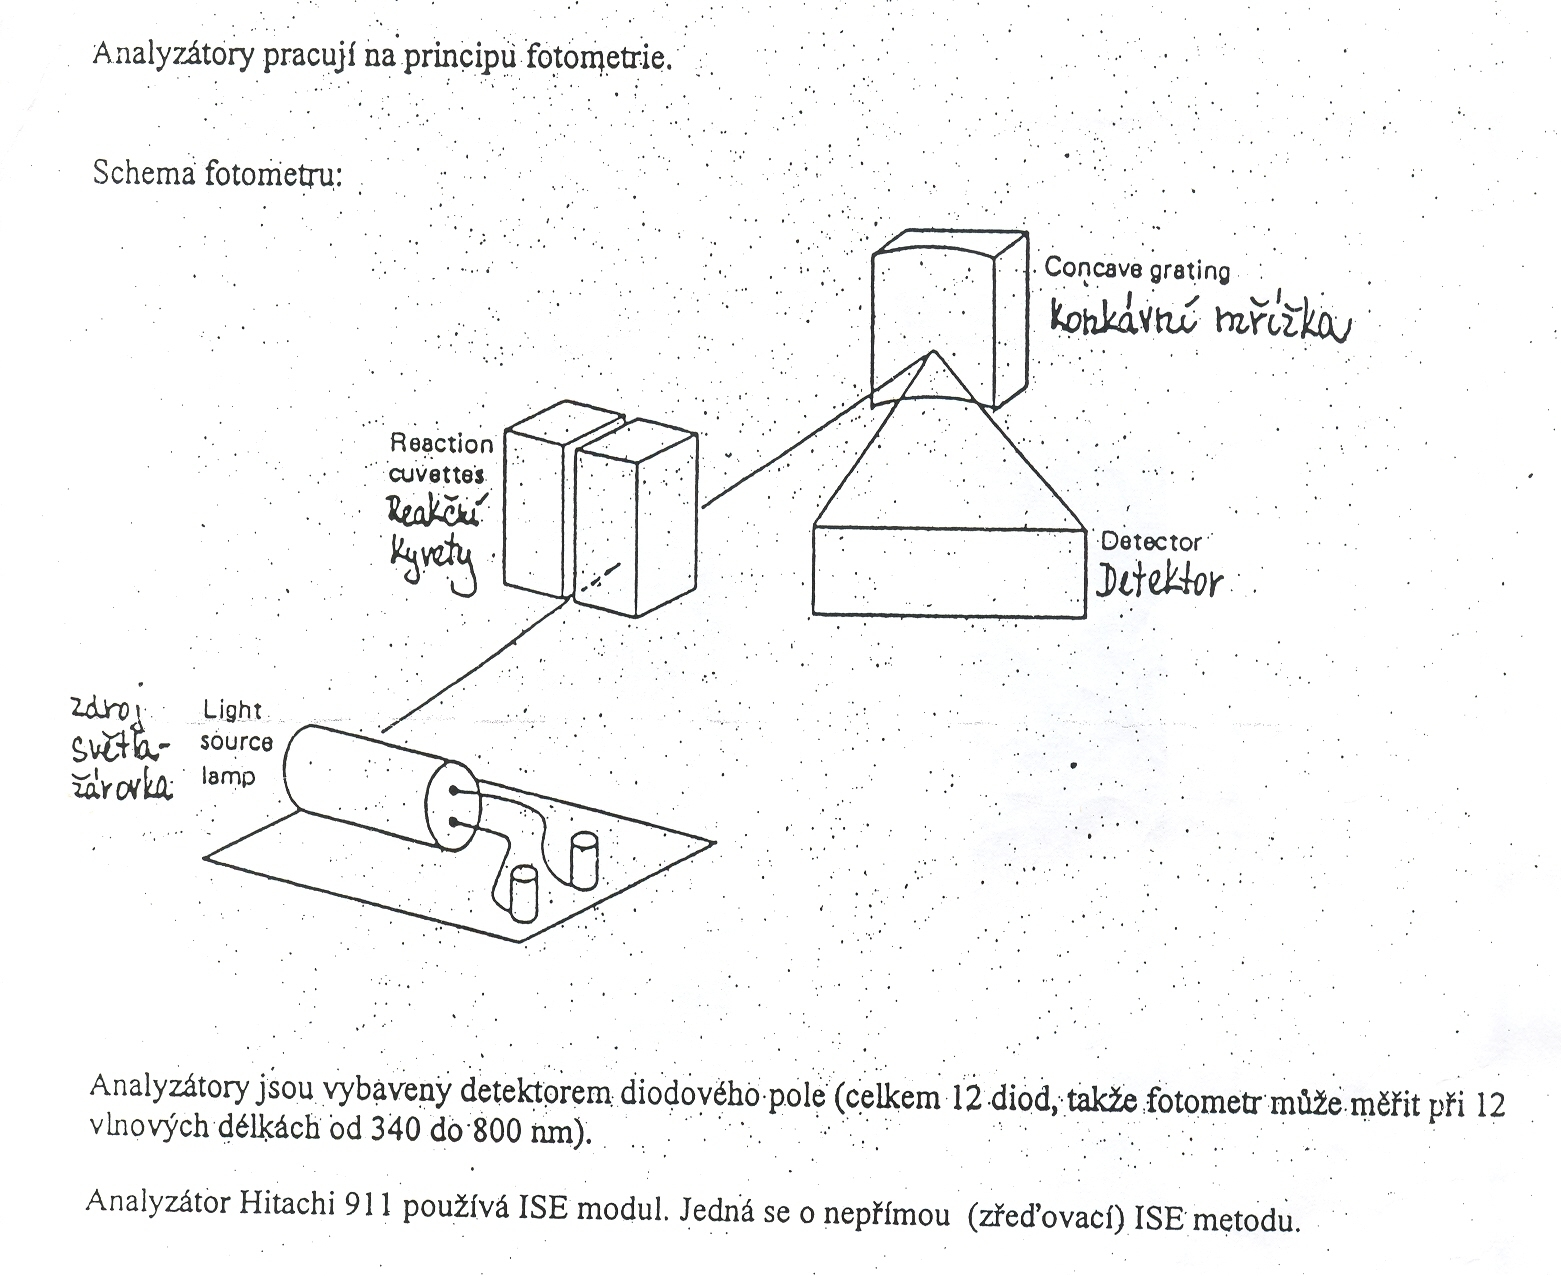 Analyzátory pracují na principu fotometrie.
Schema fotometru:
Concave grating
Konkávní mřížka
Reaction
cuvettes
Reakční
kyvety
Detector
Detektor
zdroj
světla-
žárovka
Light
source
lamp
Analyzátory jsou vybaveny detektorem diodového pole (celkem 12 diod, takže fotometr může měřit při 12
vlnových délkách od 340 do 800 nm).
Analyzátor Hitachi 911 používá ISE modul. Jedná se o nepřímou (zřeďovací) ISE metodu.